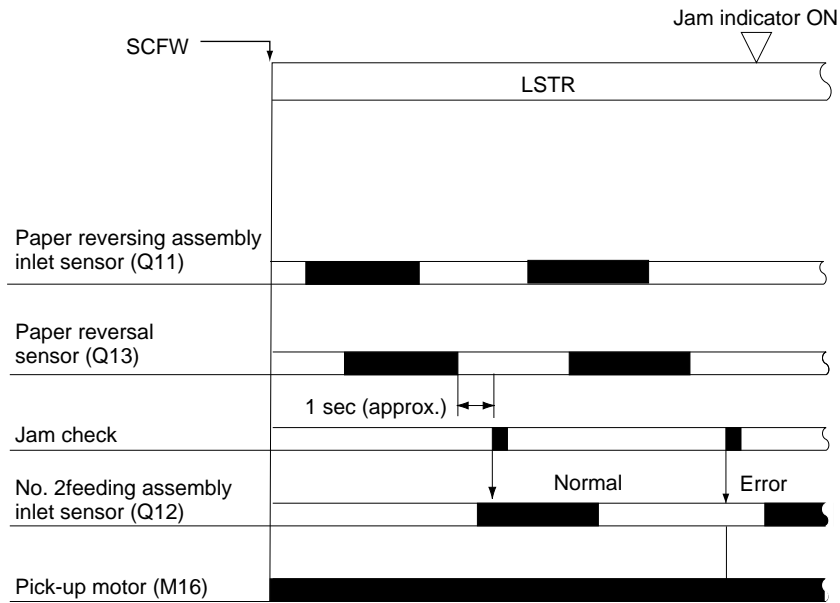 Jam indicator ON
SCFW
LSTR
Paper reversing assembly
inlet sensor (Q11)
Paper reversal
sensor (Q13)
1 sec (approx.)
Jam check
No. 2feeding assembly
inlet sensor (Q12)
Normal
Error
Pick-up motor (M16)